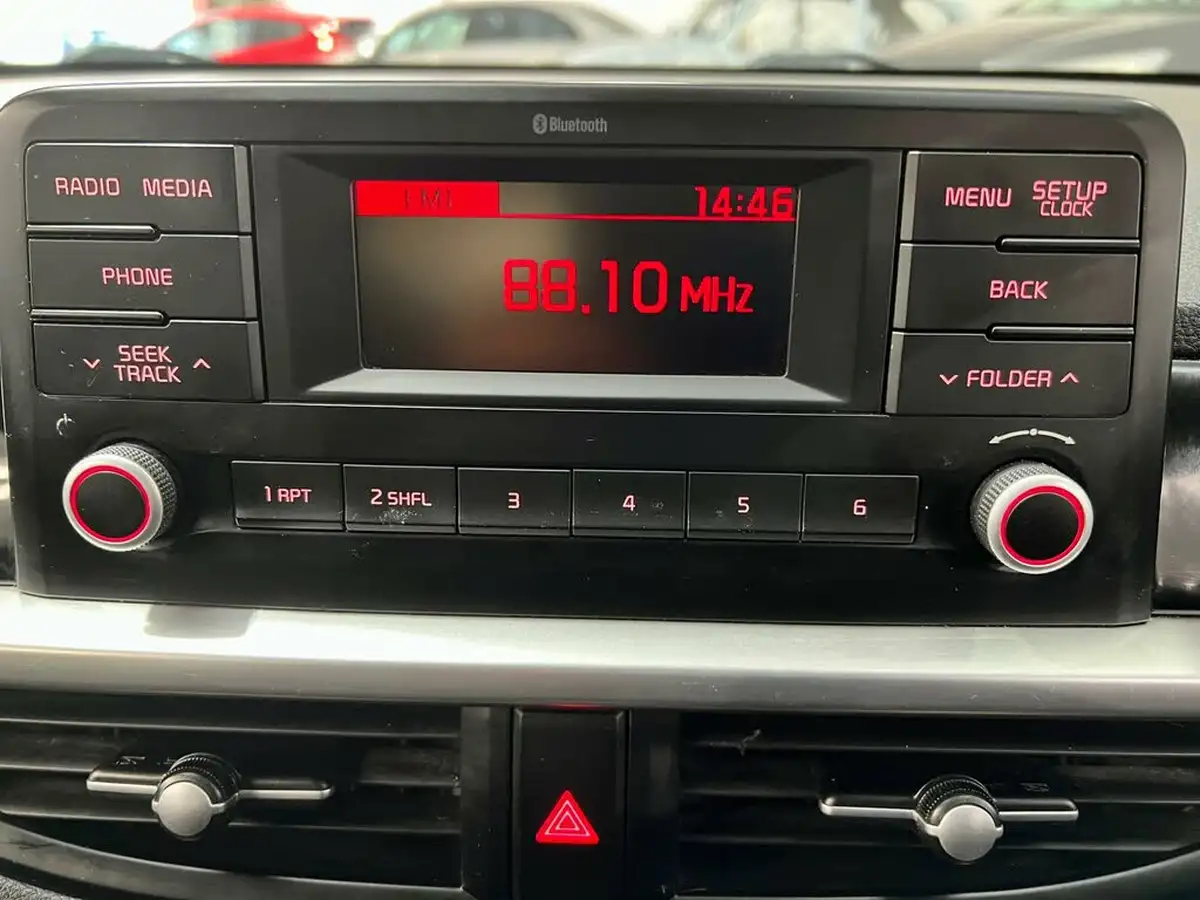 Bluetooth
RADIO MEDIA
FM1 14:46
MENU SETUP
CLOCK
PHONE
88.10 MHz
BACK
SEEK
TRACK
FOLDER
1 RPT 2 SHFL 3 4 5 6